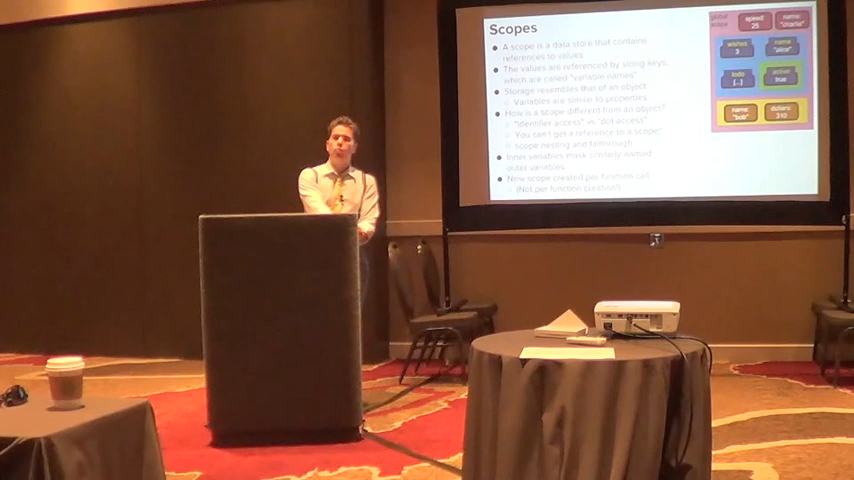 Scopes
A scope is a data store that contains
references to values
The values are referenced by string keys,
which are called "variable names"
Storage resembles that of an object
Variables are similar to properties
How is a scope different from an object?
"Identifier access" vs "dot access"
You can't get a reference to a scope!
scope nesting and fallthrough
Inner variables mask similarly named
outer variables
New scope created per function call
(Not per function creation!)
global
scope
speed:
25
name:
"charlie"
wishes
3
name
"alice"
todo
[..]
active:
true
name:
"bob"
dollars:
310